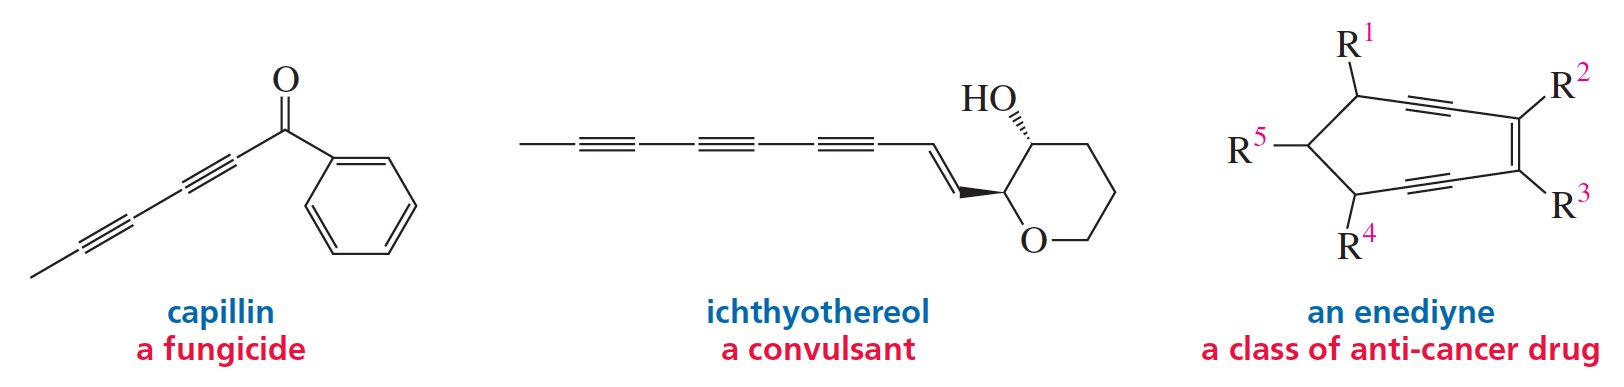 O
HO
O
R¹
R²
R³
R⁴
R⁵
capillin
a fungicide
ichthyothereol
a convulsant
an enediyne
a class of anti-cancer drug